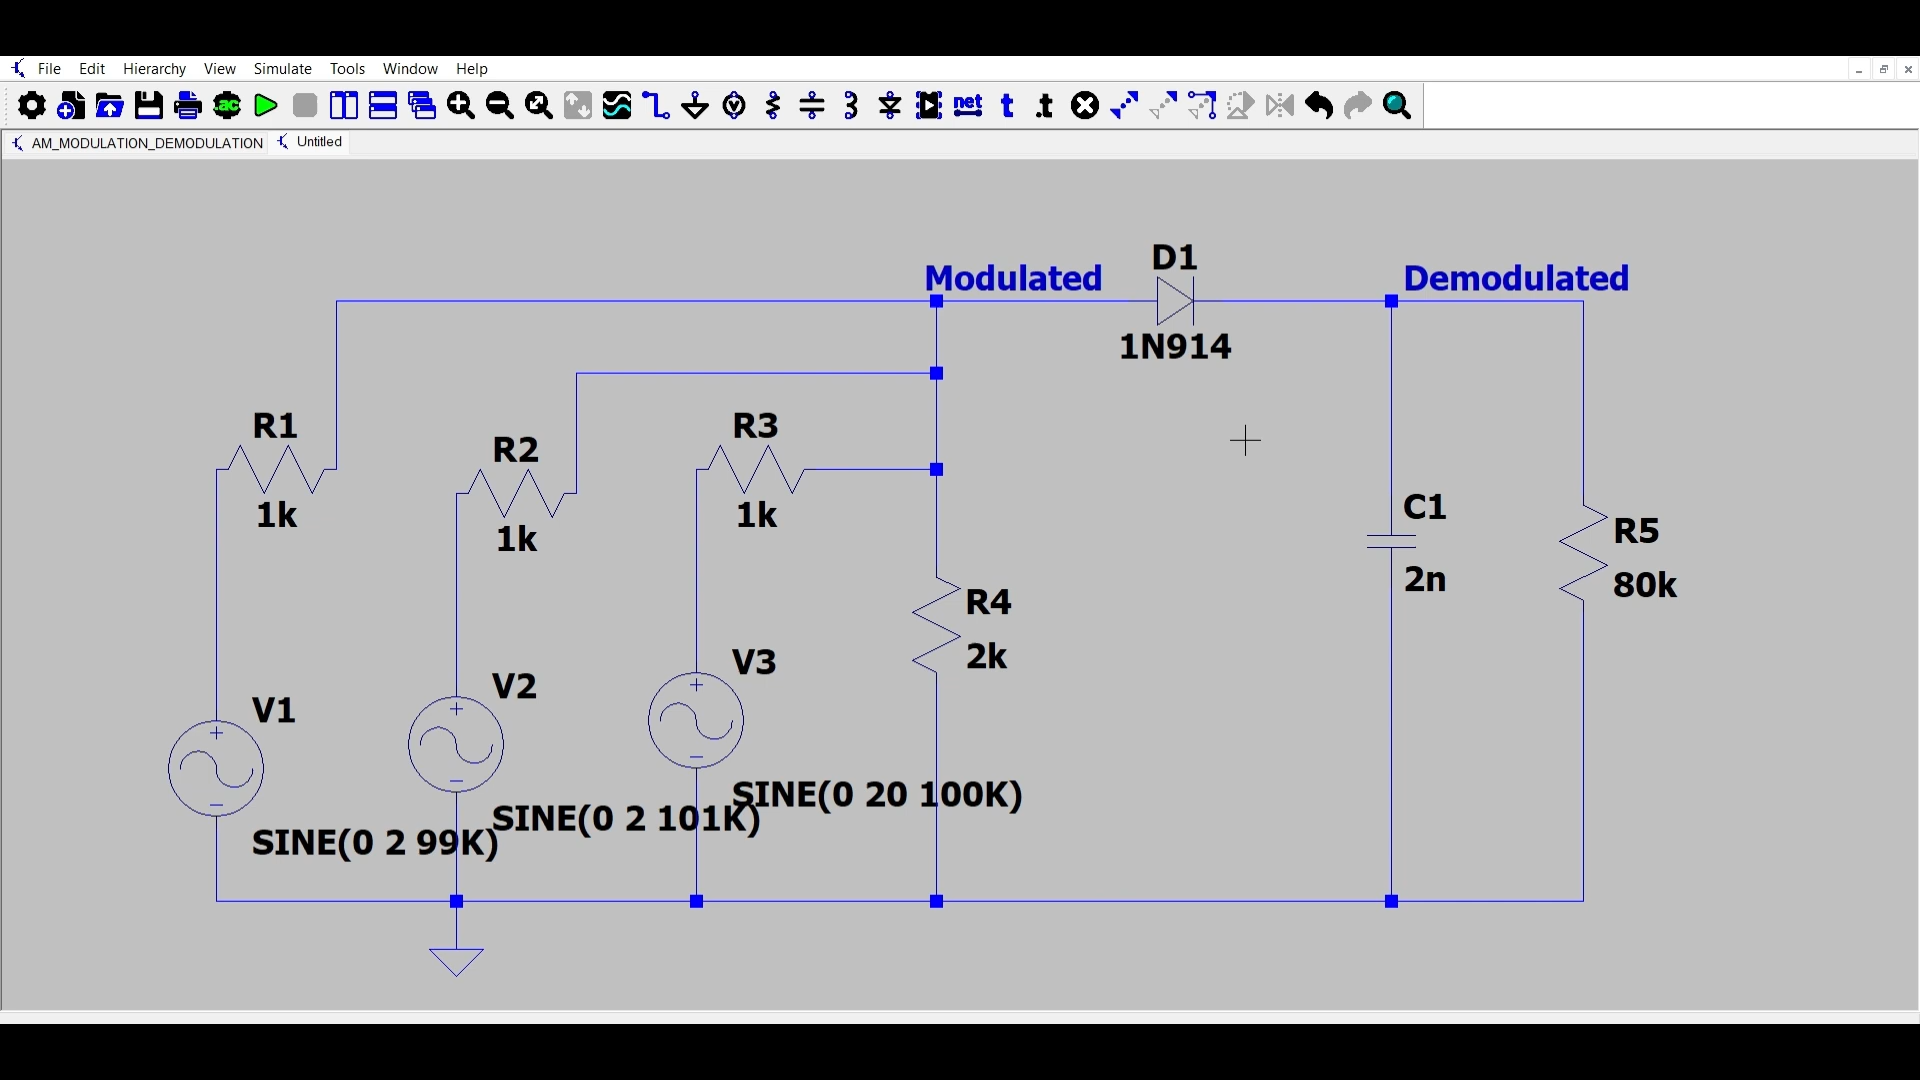 File Edit Hierarchy View Simulate Tools Window Help
.ac net t .t
AM_MODULATION_DEMODULATION Untitled
D1
Modulated Demodulated
1N914
R1 R3
R2
1k 1k
1k
C1
R5
2n
80k
R4
2k
V3
V2
V1
SINE(0 20 100K)
SINE(0 2 101K)
SINE(0 2 99K)